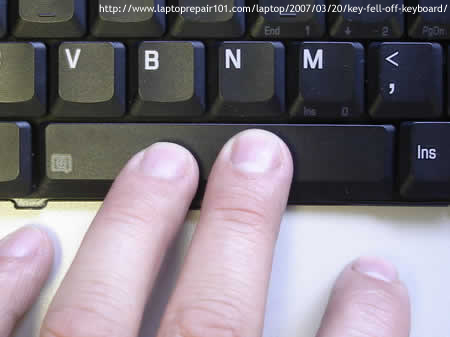 http://www.laptoprepair101.com/laptop/2007/03/20/key-fell-off-keyboard/
End 1 ↓ - 2 PgDn
V B N M < ,
Ins 0
Ins